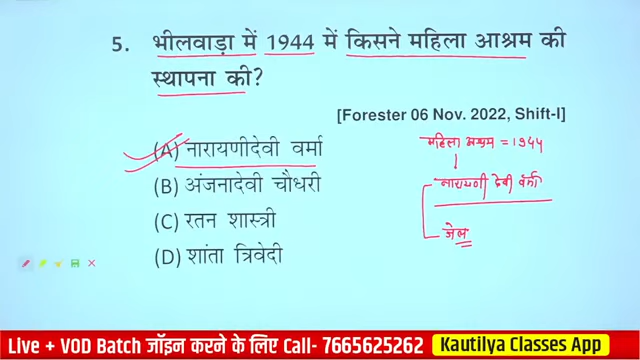 5. भीलवाड़ा में 1944 में किसने महिला आश्रम की
स्थापना की?
[Forester 06 Nov. 2022, Shift-I]
(A) नारायणीदेवी वर्मा
(B) अंजनादेवी चौधरी
(C) रतन शास्त्री
(D) शांता त्रिवेदी
महिला आश्रम = 1944
नारायणी देवी वर्मा
जेल
Live + VOD Batch जॉइन करने के लिए Call- 7665625262 Kautilya Classes App